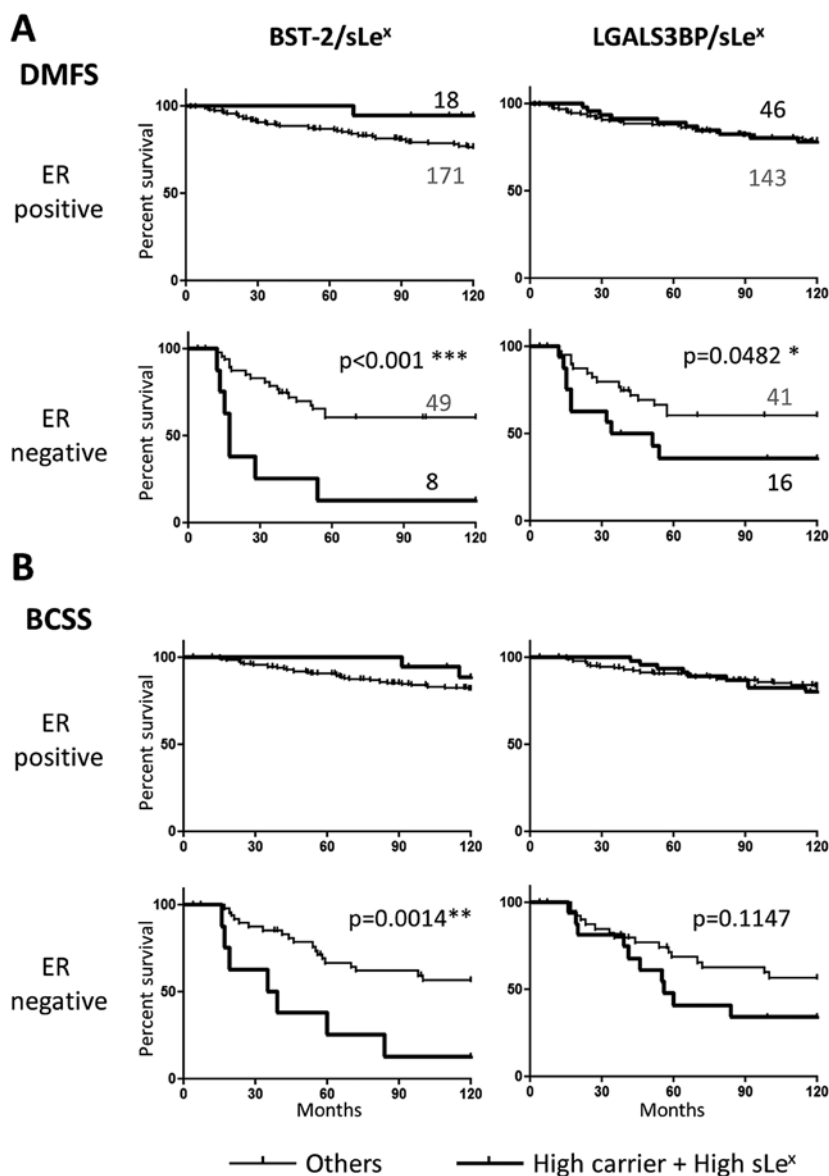 A
BST-2/sLeˣ
LGALS3BP/sLeˣ
DMFS
ER
positive
Percent survival
100
50
0
0 30 60 90 120
18
171
100
50
0
0 30 60 90 120
46
143
ER
negative
Percent survival
100
50
0
0 30 60 90 120
p<0.001 ***
49
8
100
50
0
0 30 60 90 120
p=0.0482 *
41
16
B
BCSS
ER
positive
Percent survival
100
50
0
0 30 60 90 120
100
50
0
0 30 60 90 120
ER
negative
Percent survival
100
50
0
0 30 60 90 120
Months
p=0.0014**
100
50
0
0 30 60 90 120
Months
p=0.1147
Others
High carrier + High sLeˣ